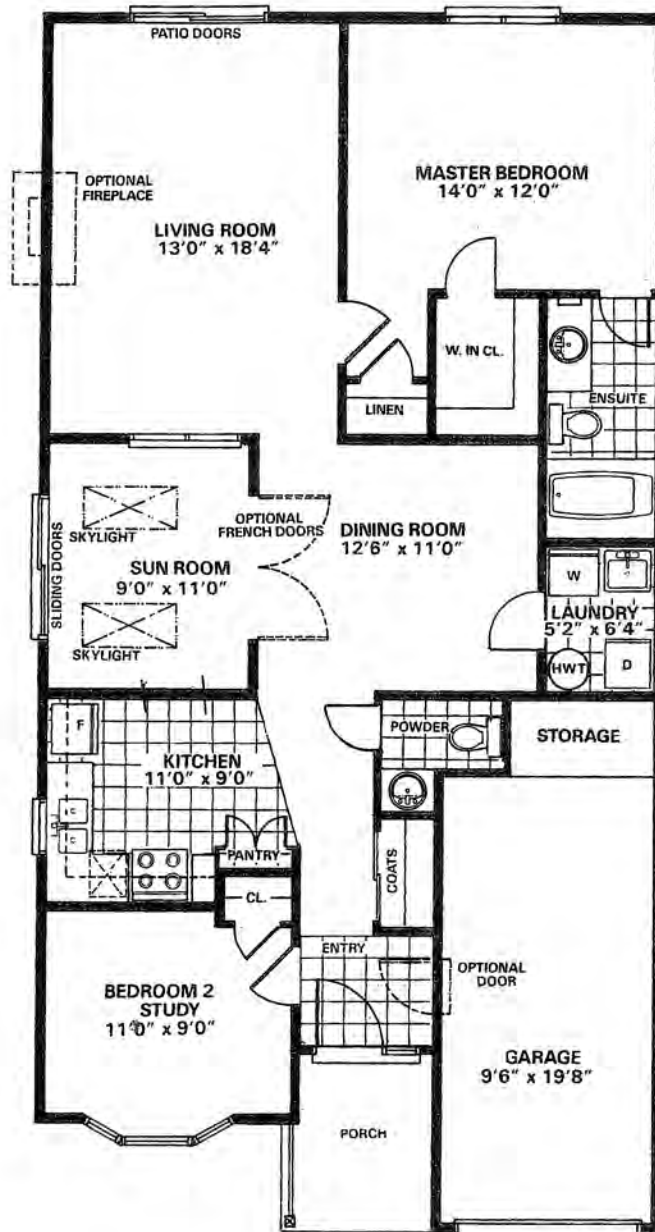 PATIO DOORS
OPTIONAL
FIREPLACE
LIVING ROOM
13'0" x 18'4"
MASTER BEDROOM
14'0" x 12'0"
W. IN CL.
LINEN
ENSUITE
SKYLIGHT
OPTIONAL
FRENCH DOORS
DINING ROOM
12'6" x 11'0"
SLIDING DOORS
SUN ROOM
9'0" x 11'0"
SKYLIGHT
W
LAUNDRY
5'2" x 6'4"
HWT
D
F
KITCHEN
11'0" x 9'0"
POWDER
STORAGE
C
C
PANTRY
COATS
CL.
ENTRY
OPTIONAL
DOOR
BEDROOM 2
STUDY
11'0" x 9'0"
GARAGE
9'6" x 19'8"
PORCH